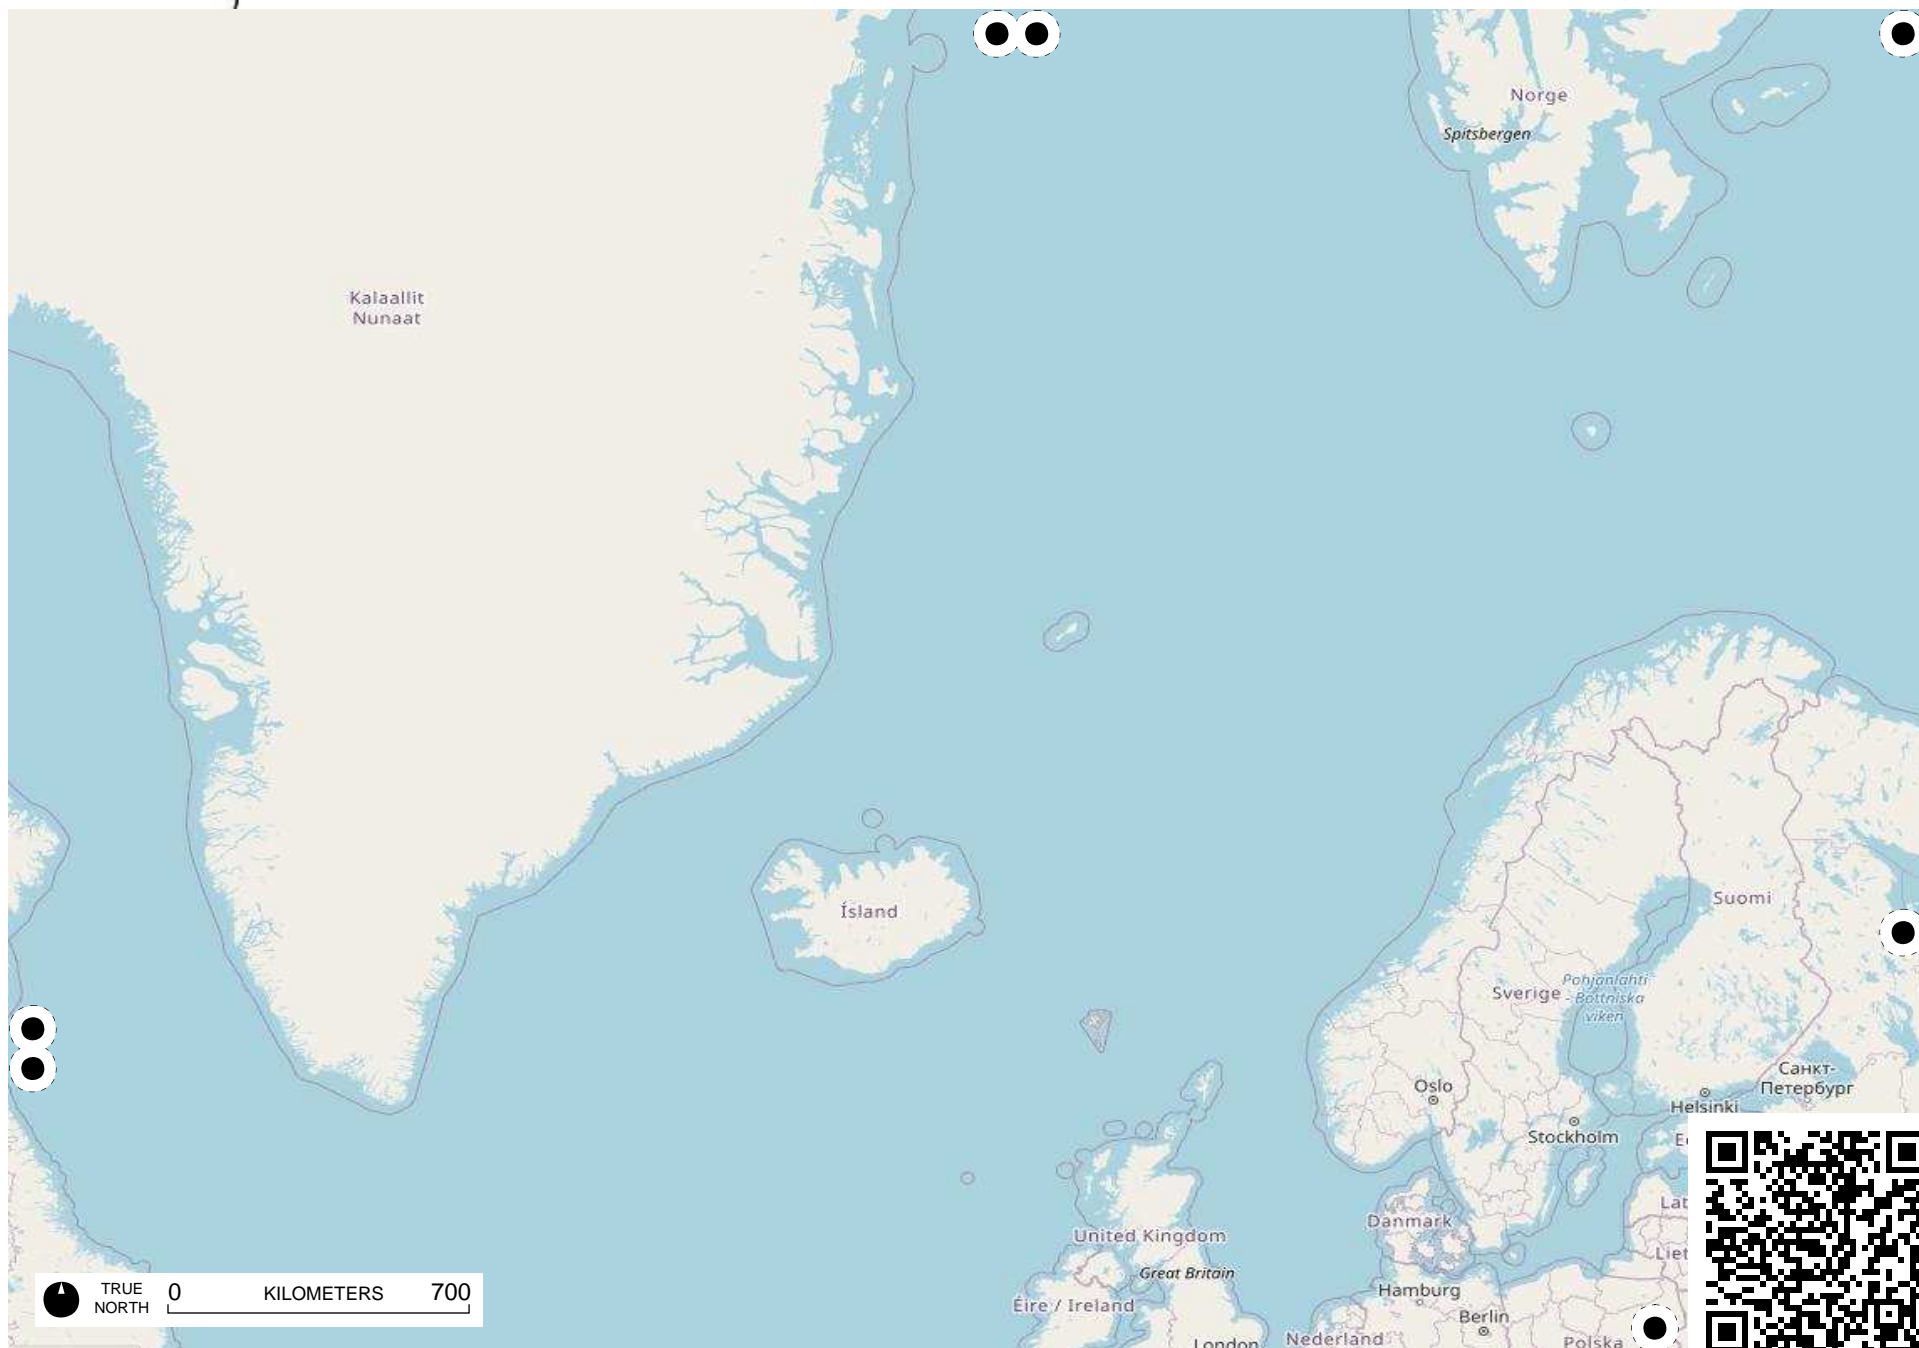 Norge
Spitsbergen
Kalaallit
Nunaat
Ísland
Suomi
Pohjanlahti
- Bottniska
viken
Sverige
Санкт-
Петербург
Oslo
Helsinki
Stockholm
Danmark
United Kingdom
Great Britain
Hamburg
Éire / Ireland
Berlin
Nederland
Polska
London
TRUE
NORTH
0 KILOMETERS 700